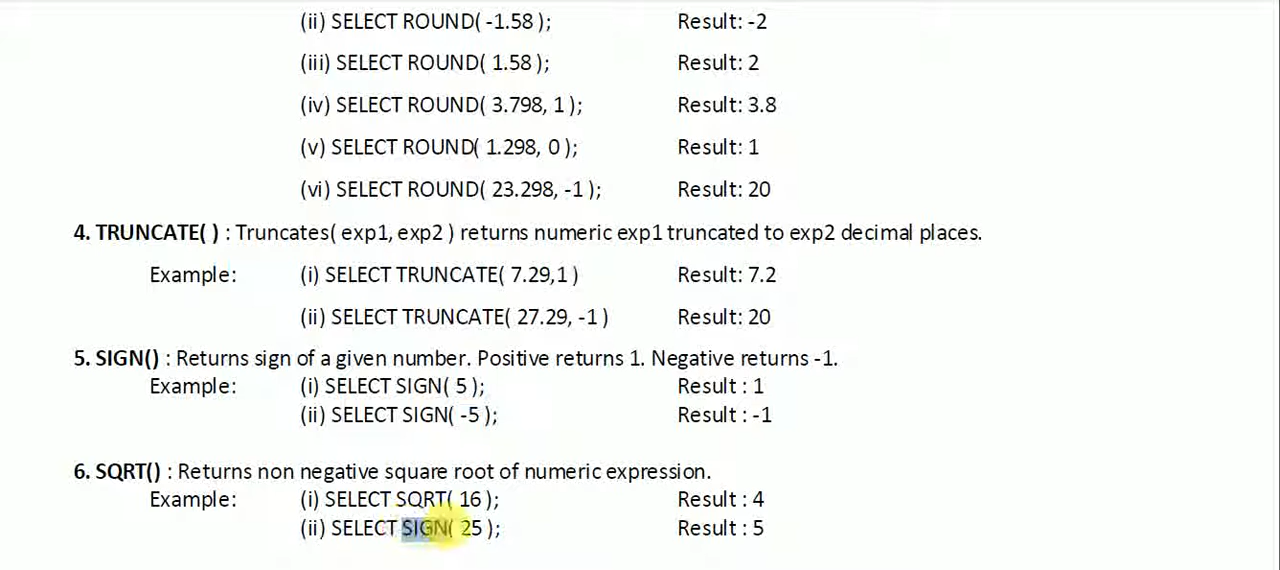 (ii) SELECT ROUND( -1.58 ); Result: -2
(iii) SELECT ROUND( 1.58 ); Result: 2
(iv) SELECT ROUND( 3.798, 1 ); Result: 3.8
(v) SELECT ROUND( 1.298, 0 ); Result: 1
(vi) SELECT ROUND( 23.298, -1 ); Result: 20
4. TRUNCATE( ) : Truncates( exp1, exp2 ) returns numeric exp1 truncated to exp2 decimal places.
Example: (i) SELECT TRUNCATE( 7.29,1 ) Result: 7.2
(ii) SELECT TRUNCATE( 27.29, -1 ) Result: 20
5. SIGN() : Returns sign of a given number. Positive returns 1. Negative returns -1.
Example: (i) SELECT SIGN( 5 ); Result : 1
(ii) SELECT SIGN( -5 ); Result : -1
6. SQRT() : Returns non negative square root of numeric expression.
Example: (i) SELECT SQRT( 16 ); Result : 4
(ii) SELECT SIGN( 25 ); Result : 5